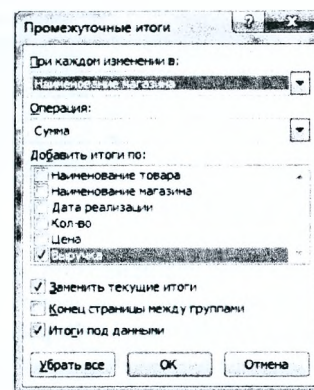 Промежуточные итоги
При каждом изменении в:
Наименование магазина
Операция:
Сумма
Добавить итоги по:
Наименование товара
Наименование магазина
Дата реализации
Кол-во
Цена
Выручка
Заменить текущие итоги
Конец страницы между группами
Итоги под данными
Убрать все
ОК
Отмена